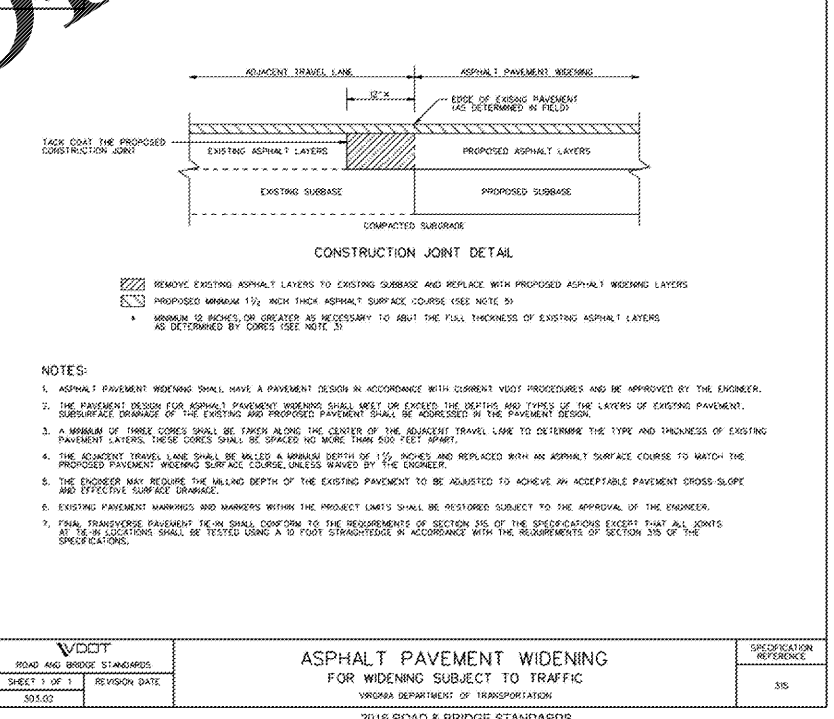 ADJACENT TRAVEL LANE
ASPHALT PAVEMENT WIDENING
12"*
EDGE OF EXISING PAVEMENT
(AS DETERMINED IN FIELD)
TACK COAT THE PROPOSED
CONSTRUCTION JOINT
EXISTING ASPHALT LAYERS
PROPOSED ASPHALT LAYERS
EXISTING SUBBASE
PROPOSED SUBBASE
COMPACTED SUBGRADE
CONSTRUCTION JOINT DETAIL
REMOVE EXISTING ASPHALT LAYERS TO EXISTING SUBBASE AND REPLACE WITH PROPOSED ASPHALT WIDENING LAYERS
PROPOSED MINIMUM 1½ INCH THICK ASPHALT SURFACE COURSE (SEE NOTE 5)
* MINIMUM 12 INCHES, OR GREATER AS NECESSARY TO ABUT THE FULL THICKNESS OF EXISTING ASPHALT LAYERS
AS DETERMINED BY CORES (SEE NOTE 3)
NOTES:
1. ASPHALT PAVEMENT WIDENING SHALL HAVE A PAVEMENT DESIGN IN ACCORDANCE WITH CURRENT VDOT PROCEDURES AND BE APPROVED BY THE ENGINEER.
2. THE PAVEMENT DESIGN FOR ASPHALT PAVEMENT WIDENING SHALL MEET OR EXCEED THE DEPTHS AND TYPES OF THE LAYERS OF EXISTING PAVEMENT.
SUBSURFACE DRAINAGE OF THE EXISTING AND PROPOSED PAVEMENT SHALL BE ADDRESSED IN THE PAVEMENT DESIGN.
3. A MINIMUM OF THREE CORES SHALL BE TAKEN ALONG THE CENTER OF THE ADJACENT TRAVEL LANE TO DETERMINE THE TYPE AND THICKNESS OF EXISTING
PAVEMENT LAYERS. THESE CORES SHALL BE SPACED NO MORE THAN 500 FEET APART.
4. THE ADJACENT TRAVEL LANE SHALL BE MILLED A MINIMUM DEPTH OF 1½ INCHES AND REPLACED WITH AN ASPHALT SURFACE COURSE TO MATCH THE
PROPOSED PAVEMENT WIDENING SURFACE COURSE, UNLESS WAIVED BY THE ENGINEER.
5. THE ENGINEER MAY REQUIRE THE MILLING DEPTH OF THE EXISTING PAVEMENT TO BE ADJUSTED TO ACHIEVE AN ACCEPTABLE PAVEMENT CROSS-SLOPE
AND EFFECTIVE SURFACE DRAINAGE.
6. EXISTING PAVEMENT MARKINGS AND MARKERS WITHIN THE PROJECT LIMITS SHALL BE RESTORED SUBJECT TO THE APPROVAL OF THE ENGINEER.
7. FINAL TRANSVERSE PAVEMENT TIE-IN SHALL CONFORM TO THE REQUIREMENTS OF SECTION 315 OF THE SPECIFICATIONS EXCEPT THAT ALL JOINTS
AT TIE-IN LOCATIONS SHALL BE TESTED USING A 10 FOOT STRAIGHTEDGE IN ACCORDANCE WITH THE REQUIREMENTS OF SECTION 315 OF THE
SPECIFICATIONS.
VDOT
ROAD AND BRIDGE STANDARDS
SHEET 1 OF 1
REVISION DATE
303.02
ASPHALT PAVEMENT WIDENING
FOR WIDENING SUBJECT TO TRAFFIC
VIRGINIA DEPARTMENT OF TRANSPORTATION
SPECIFICATION
REFERENCE
315
2016 ROAD & BRIDGE STANDARDS